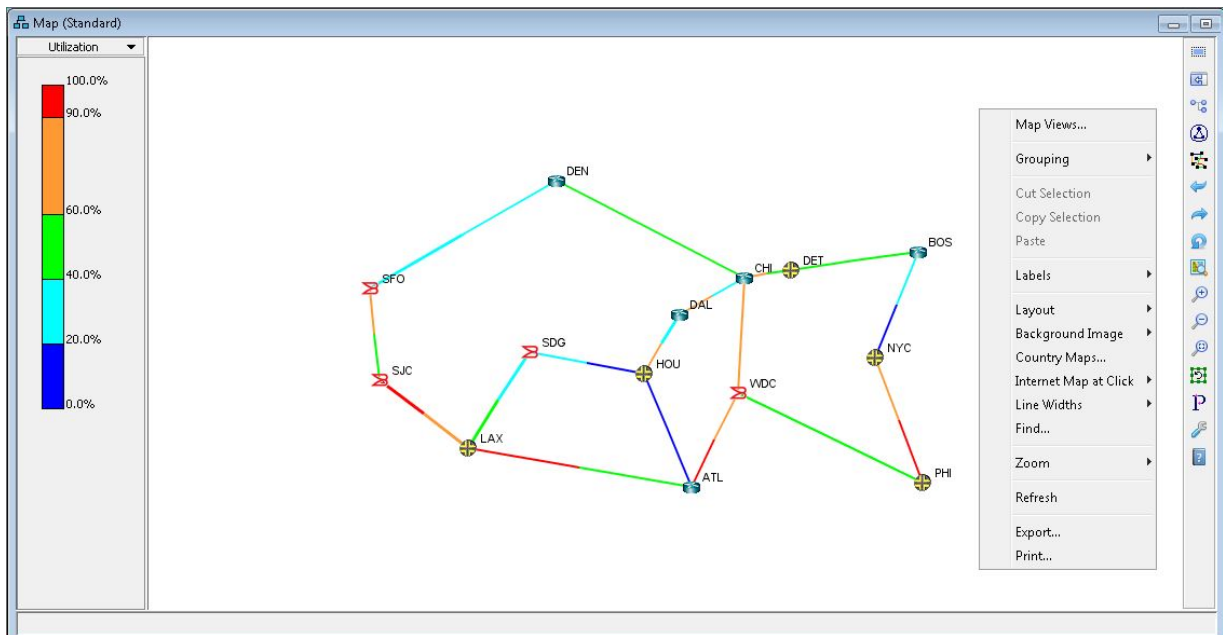 Map (Standard)
Utilization
100.0%
90.0%
60.0%
40.0%
20.0%
0.0%
DEN
BOS
CHI
DET
SFO
DAL
SDG
NYC
HOU
SJC
WDC
LAX
PHI
ATL
Map Views...
Grouping
Cut Selection
Copy Selection
Paste
Labels
Layout
Background Image
Country Maps...
Internet Map at Click
Line Widths
Find...
Zoom
Refresh
Export...
Print...
P
?